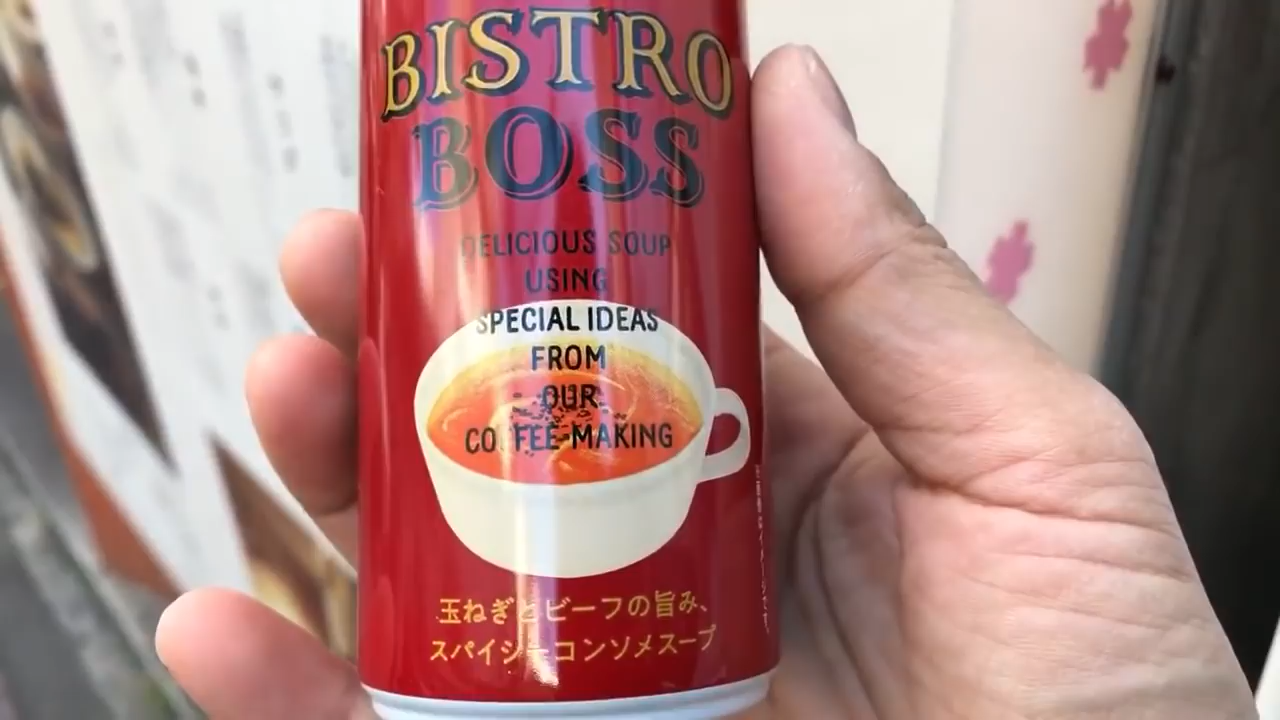 BISTRO
BOSS
DELICIOUS SOUP
USING
SPECIAL IDEAS
FROM
OUR
COFFEE-MAKING
玉ねぎとビーフの旨み、
スパイシーコンソメスープ